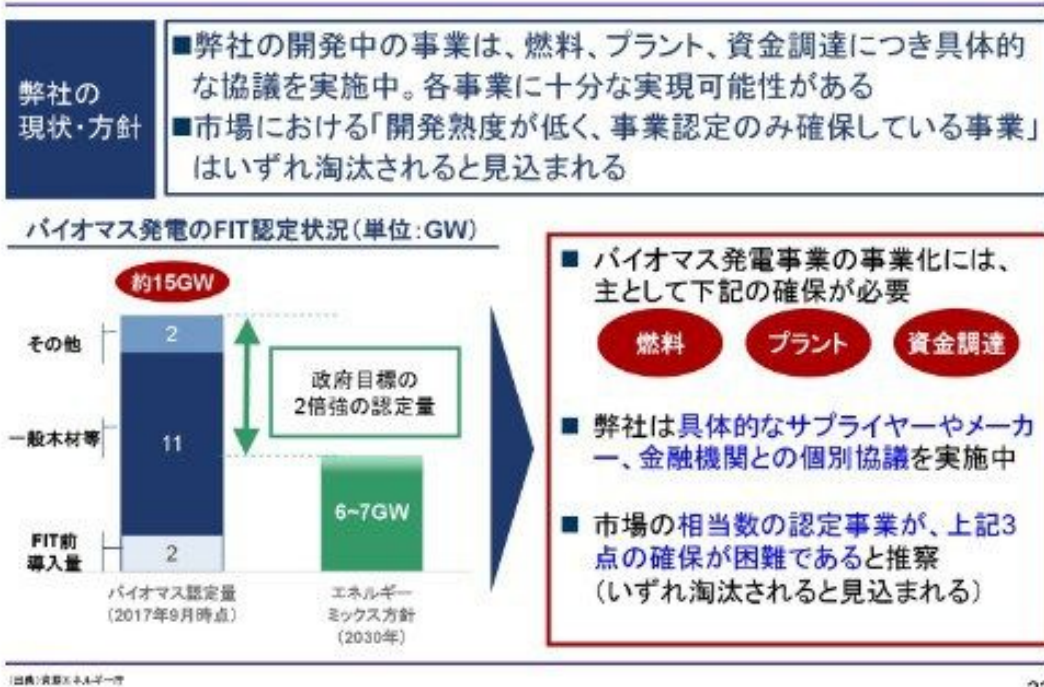 弊社の
現状・方針
■弊社の開発中の事業は、燃料、プラント、資金調達につき具体的
な協議を実施中。各事業に十分な実現可能性がある
■市場における「開発熟度が低く、事業認定のみ確保している事業」
はいずれ淘汰されると見込まれる
バイオマス発電のFIT認定状況(単位:GW)
約15GW
その他
2
一般木材等
11
FIT前
導入量
2
政府目標の
2倍強の認定量
6~7GW
バイオマス認定量
(2017年9月時点)
エネルギー
ミックス方針
(2030年)
■ バイオマス発電事業の事業化には、
主として下記の確保が必要
燃料
プラント
資金調達
■ 弊社は具体的なサプライヤーやメーカ
ー、金融機関との個別協議を実施中
■ 市場の相当数の認定事業が、上記3
点の確保が困難であると推察
(いずれ淘汰されると見込まれる)
(出典)資源エネルギー庁